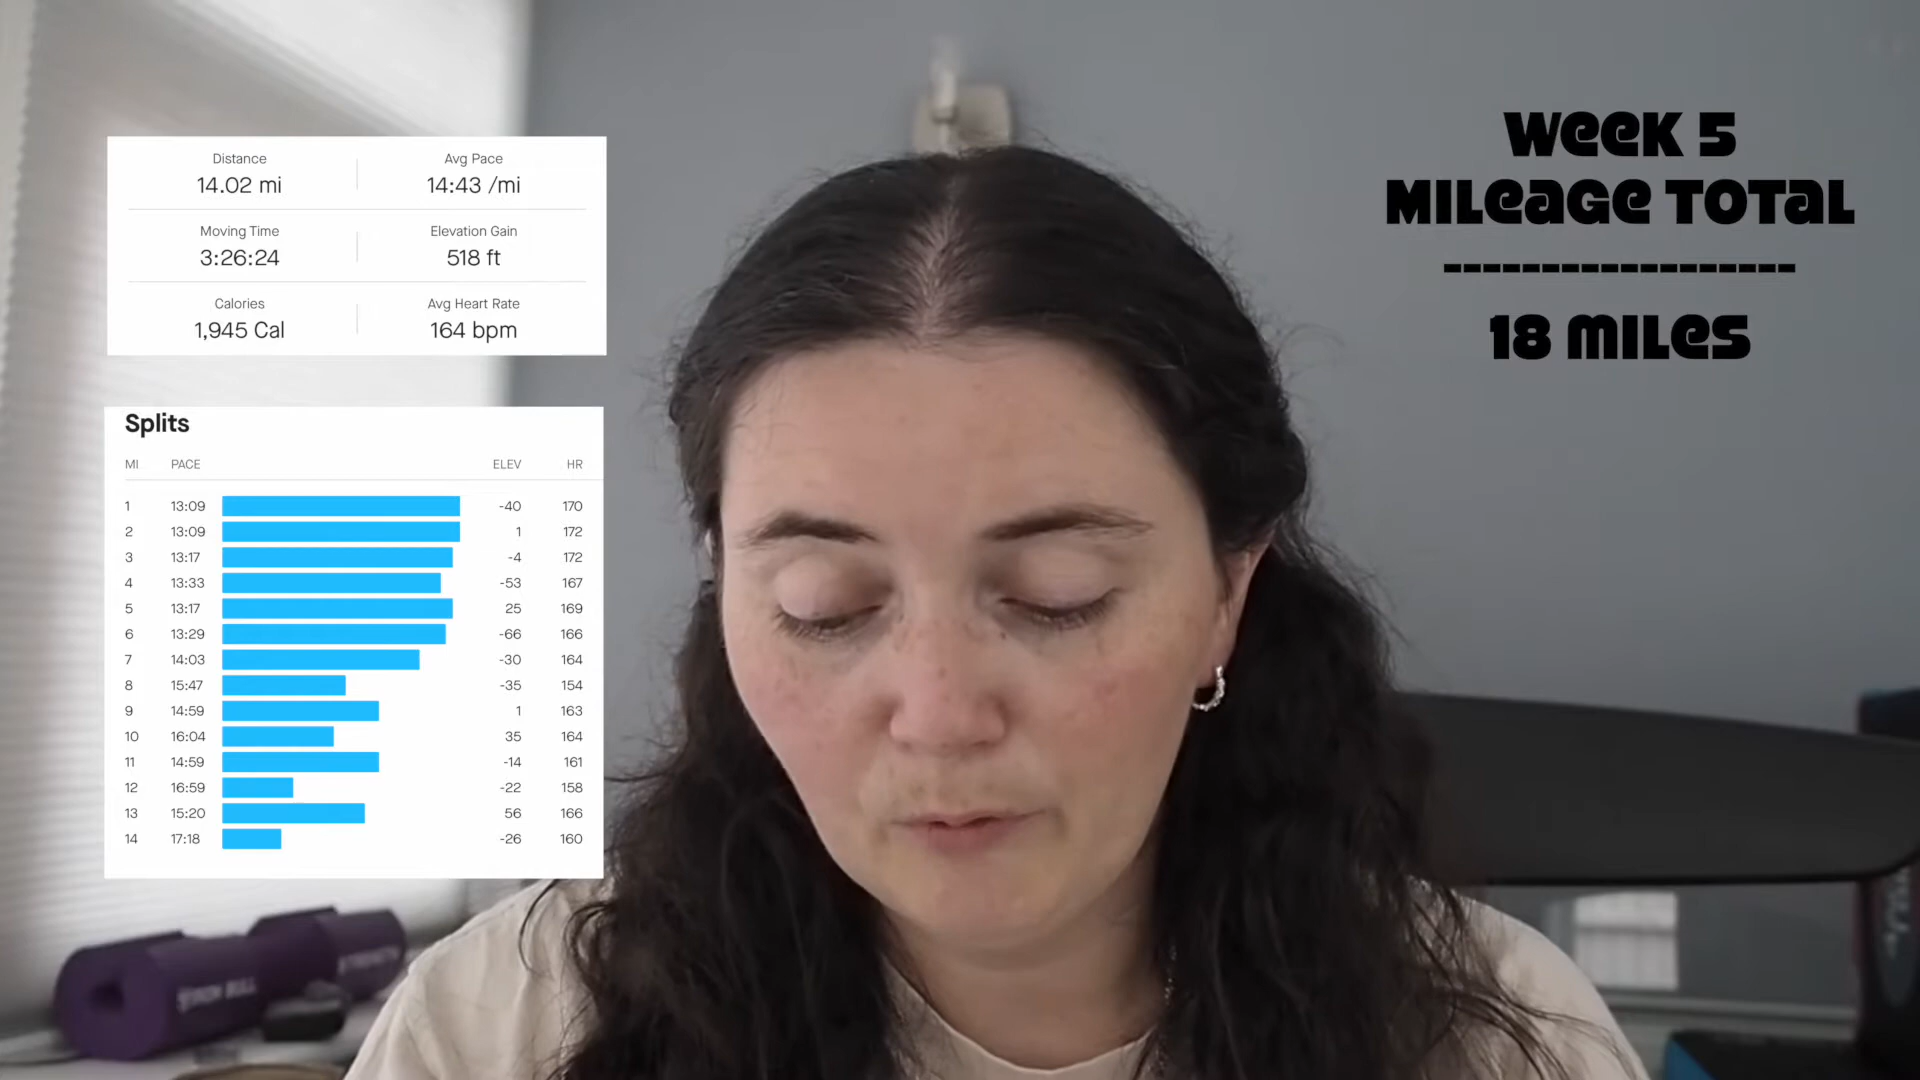 Distance Avg Pace
14.02 mi 14:43 /mi
Moving Time Elevation Gain
3:26:24 518 ft
Calories Avg Heart Rate
1,945 Cal 164 bpm
Splits
MI PACE ELEV HR
1 13:09 -40 170
2 13:09 1 172
3 13:17 -4 172
4 13:33 -53 167
5 13:17 25 169
6 13:29 -66 166
7 14:03 -30 164
8 15:47 -35 154
9 14:59 1 163
10 16:04 35 164
11 14:59 -14 161
12 16:59 -22 158
13 15:20 56 166
14 17:18 -26 160
Week 5
Mileage Total
------------------
18 miles
IRON BULL
STRENGTH